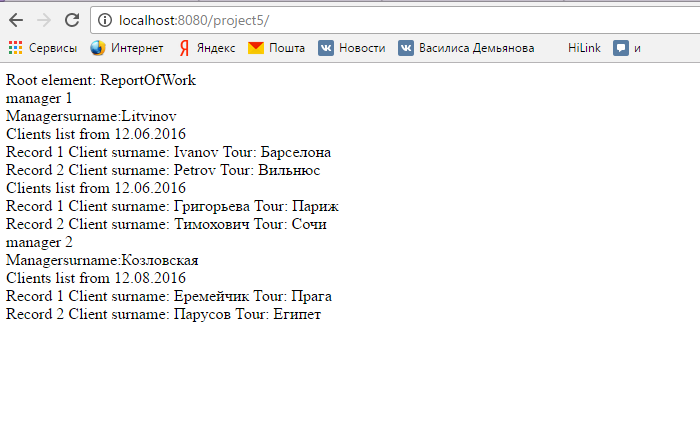 localhost:8080/project5/
Сервисы Интернет Яндекс Почта Новости Василиса Демьянова HiLink и
Root element: ReportOfWork
manager 1
Managersurname:Litvinov
Clients list from 12.06.2016
Record 1 Client surname: Ivanov Tour: Барселона
Record 2 Client surname: Petrov Tour: Вильнюс
Clients list from 12.06.2016
Record 1 Client surname: Григорьева Tour: Париж
Record 2 Client surname: Тимохович Tour: Сочи
manager 2
Managersurname:Козловская
Clients list from 12.08.2016
Record 1 Client surname: Еремейчик Tour: Прага
Record 2 Client surname: Парусов Tour: Египет